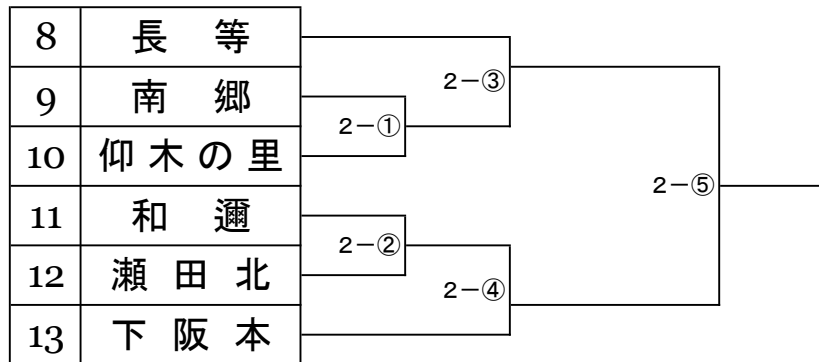 8 長等
9 南郷
10 仰木の里
11 和邇
12 瀬田北
13 下阪本
2－③
2－①
2－⑤
2－②
2－④